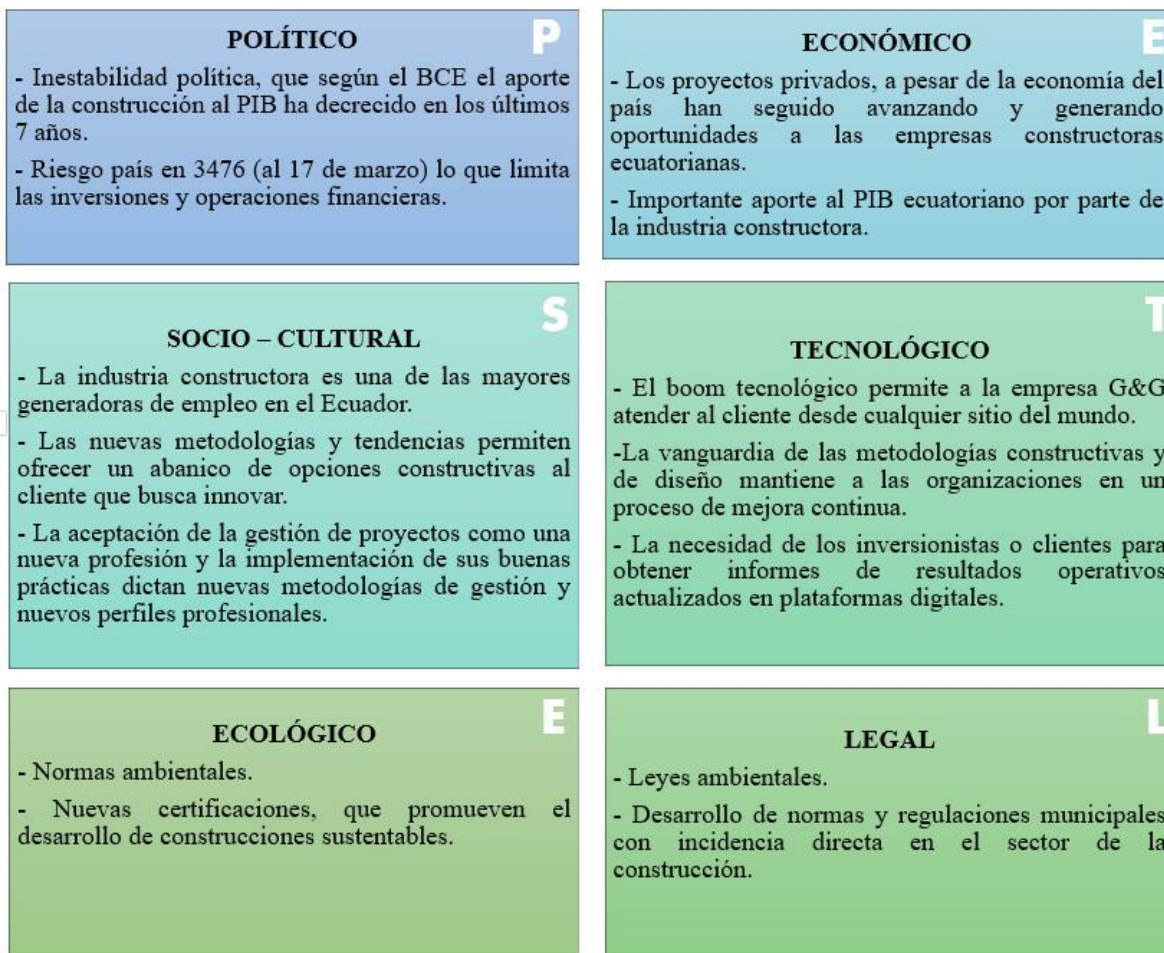 P
POLÍTICO
- Inestabilidad política, que según el BCE el aporte
de la construcción al PIB ha decrecido en los últimos
7 años.
- Riesgo país en 3476 (al 17 de marzo) lo que limita
las inversiones y operaciones financieras.
E
ECONÓMICO
- Los proyectos privados, a pesar de la economía del
país han seguido avanzando y generando
oportunidades a las empresas constructoras
ecuatorianas.
- Importante aporte al PIB ecuatoriano por parte de
la industria constructora.
S
SOCIO – CULTURAL
- La industria constructora es una de las mayores
generadoras de empleo en el Ecuador.
- Las nuevas metodologías y tendencias permiten
ofrecer un abanico de opciones constructivas al
cliente que busca innovar.
- La aceptación de la gestión de proyectos como una
nueva profesión y la implementación de sus buenas
prácticas dictan nuevas metodologías de gestión y
nuevos perfiles profesionales.
T
TECNOLÓGICO
- El boom tecnológico permite a la empresa G&G
atender al cliente desde cualquier sitio del mundo.
-La vanguardia de las metodologías constructivas y
de diseño mantiene a las organizaciones en un
proceso de mejora continua.
- La necesidad de los inversionistas o clientes para
obtener informes de resultados operativos
actualizados en plataformas digitales.
E
ECOLÓGICO
- Normas ambientales.
- Nuevas certificaciones, que promueven el
desarrollo de construcciones sustentables.
L
LEGAL
- Leyes ambientales.
- Desarrollo de normas y regulaciones municipales
con incidencia directa en el sector de la
construcción.